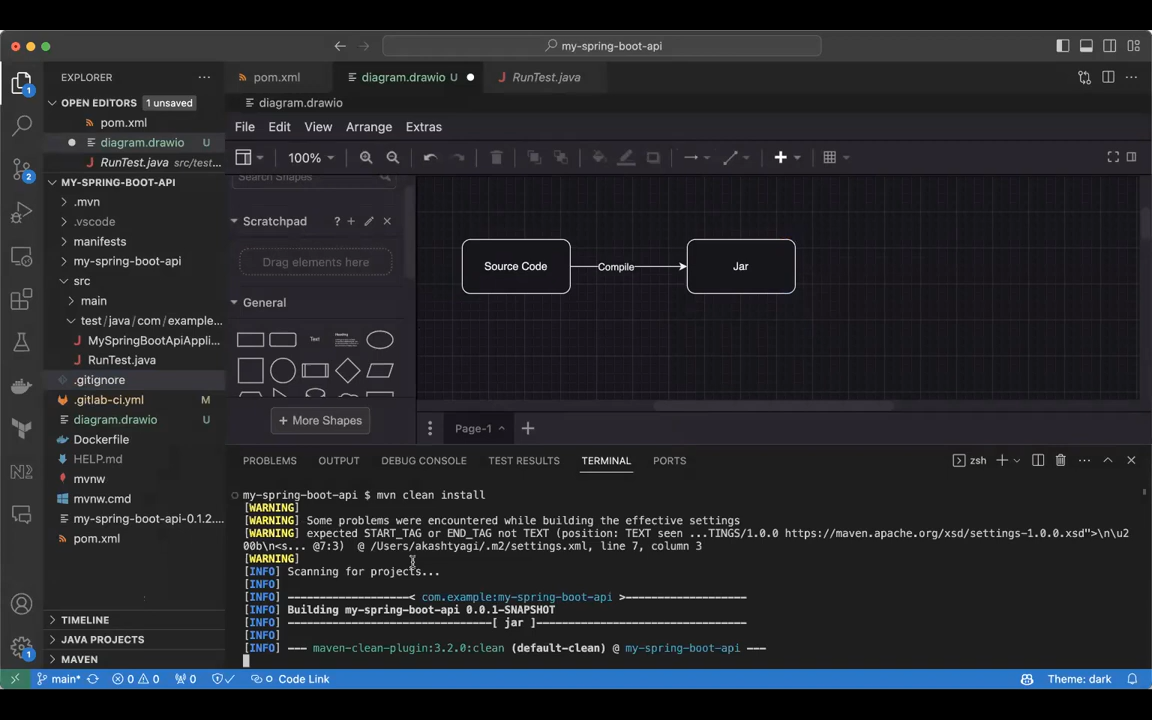 my-spring-boot-api
EXPLORER
pom.xml
diagram.drawio U
RunTest.java
OPEN EDITORS 1 unsaved
pom.xml
diagram.drawio U
RunTest.java src/test...
diagram.drawio
File Edit View Arrange Extras
100%
MY-SPRING-BOOT-API
.mvn
.vscode
manifests
my-spring-boot-api
src
main
test/java/com/example...
MySpringBootApiAppli...
RunTest.java
.gitignore
.gitlab-ci.yml M
diagram.drawio U
Dockerfile
HELP.md
mvnw
mvnw.cmd
my-spring-boot-api-0.1.2...
pom.xml
TIMELINE
JAVA PROJECTS
MAVEN
Search Shapes
Scratchpad
Drag elements here
General
Text
Heading
+ More Shapes
Source Code
Compile
Jar
Page-1
PROBLEMS OUTPUT DEBUG CONSOLE TEST RESULTS TERMINAL PORTS
zsh
my-spring-boot-api $ mvn clean install
[WARNING]
[WARNING] Some problems were encountered while building the effective settings
[WARNING] expected START_TAG or END_TAG not TEXT (position: TEXT seen ...TINGS/1.0.0 https://maven.apache.org/xsd/settings-1.0.0.xsd">\n\u2
00b\n<s... @7:3) @ /Users/akashtyagi/.m2/settings.xml, line 7, column 3
[WARNING]
[INFO] Scanning for projects...
[INFO]
[INFO] --------------------< com.example:my-spring-boot-api >--------------------
[INFO] Building my-spring-boot-api 0.0.1-SNAPSHOT
[INFO] --------------------------------[ jar ]---------------------------------
[INFO]
[INFO] --- maven-clean-plugin:3.2.0:clean (default-clean) @ my-spring-boot-api ---
main* 0 0 0 Code Link
Theme: dark